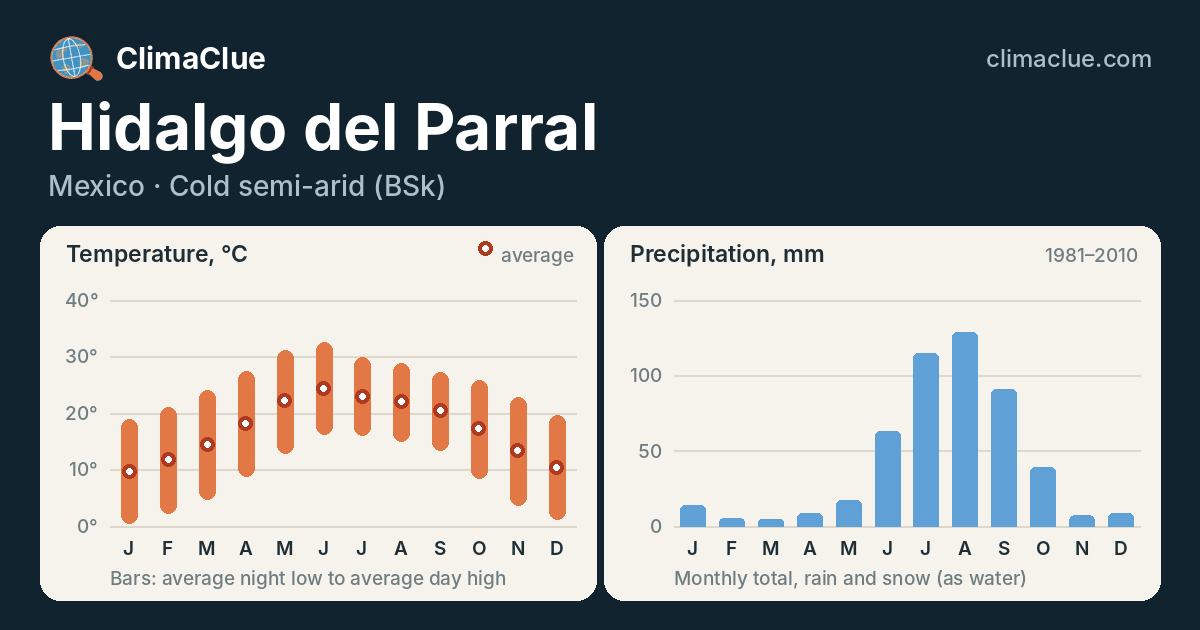 ClimaClue
climaclue.com
Hidalgo del Parral
Mexico · Cold semi-arid (BSk)
Temperature, °C
average
40°
30°
20°
10°
0°
J F M A M J J A S O N D
Bars: average night low to average day high
Precipitation, mm
1981–2010
150
100
50
0
J F M A M J J A S O N D
Monthly total, rain and snow (as water)